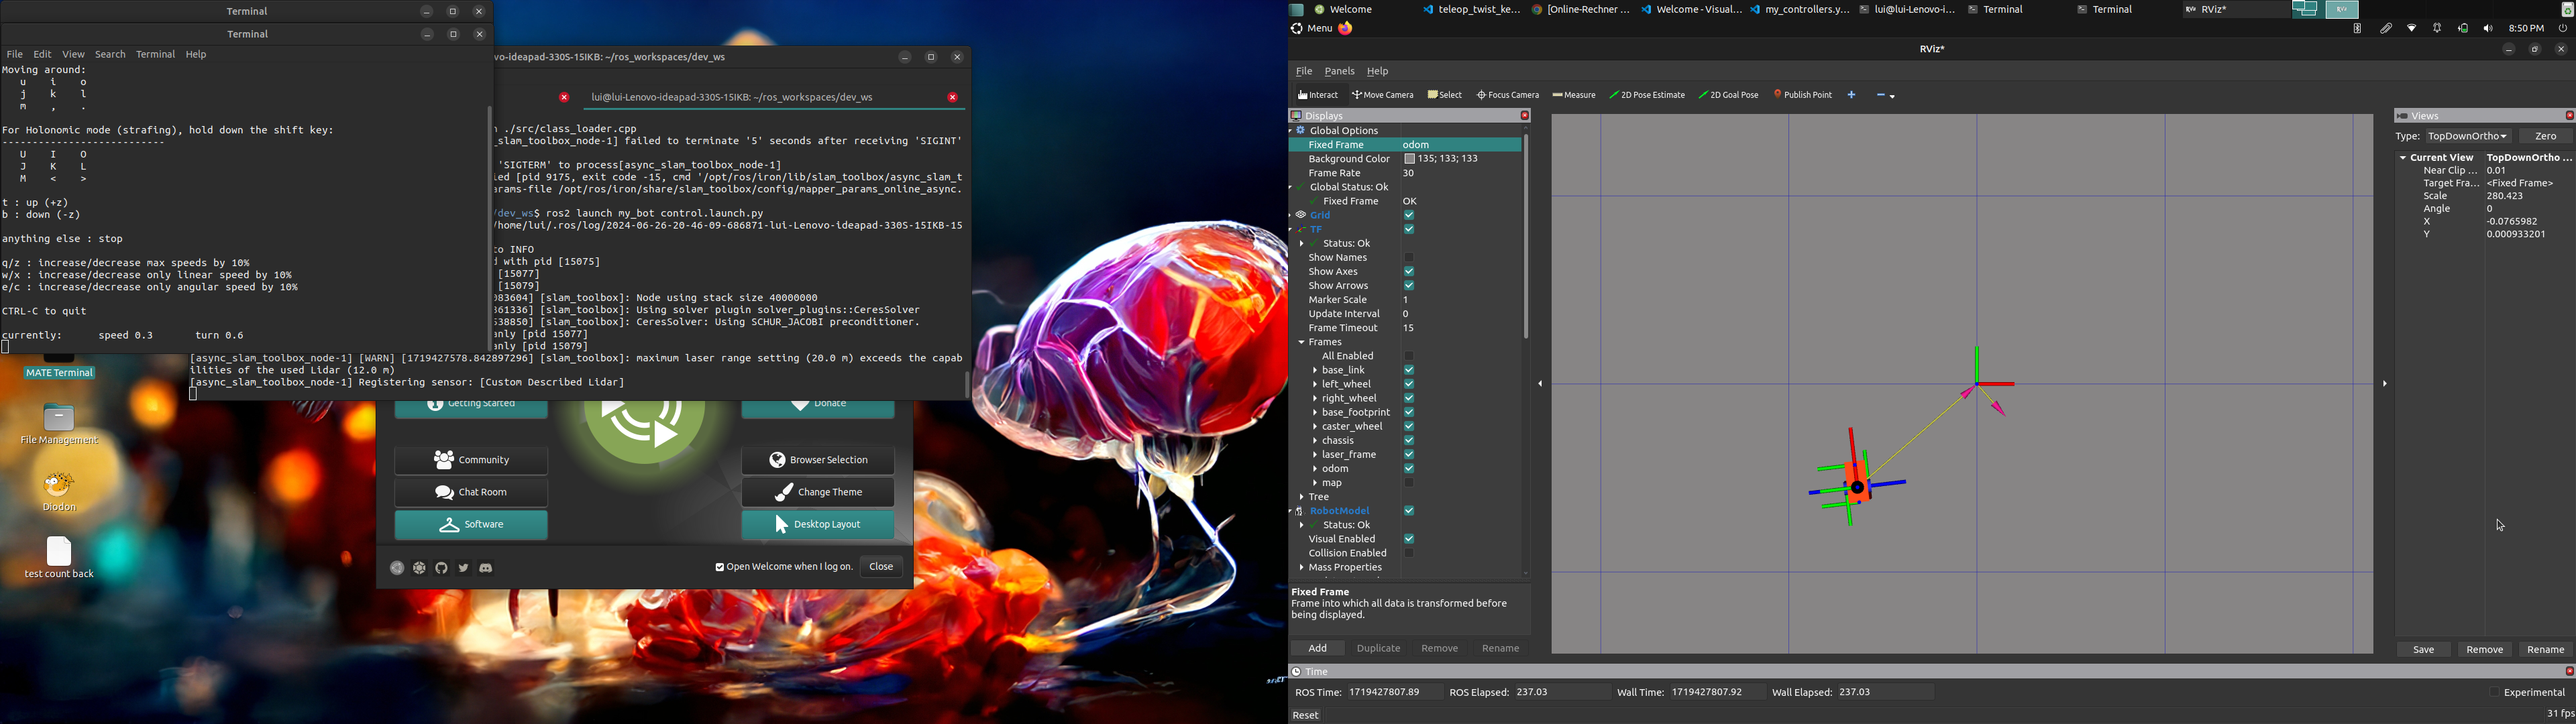 Terminal
Terminal
File Edit View Search Terminal Help
Moving around:
u i o
j k l
m , .
For Holonomic mode (strafing), hold down the shift key:
---------------------------
U I O
J K L
M < >
t : up (+z)
b : down (-z)
anything else : stop
q/z : increase/decrease max speeds by 10%
w/x : increase/decrease only linear speed by 10%
e/c : increase/decrease only angular speed by 10%
CTRL-C to quit
currently: speed 0.3 turn 0.6
vo-ideapad-330S-15IKB: ~/ros_workspaces/dev_ws
lui@lui-Lenovo-ideapad-330S-15IKB: ~/ros_workspaces/dev_ws
./src/class_loader.cpp
_slam_toolbox_node-1] failed to terminate '5' seconds after receiving 'SIGINT'
'SIGTERM' to process[async_slam_toolbox_node-1]
ed [pid 9175, exit code -15, cmd '/opt/ros/iron/lib/slam_toolbox/async_slam_t
arams-file /opt/ros/iron/share/slam_toolbox/config/mapper_params_online_async.
/dev_ws$ ros2 launch my_bot control.launch.py
/home/lui/.ros/log/2024-06-26-20-46-09-686871-lui-Lenovo-ideapad-330S-15IKB-15
to INFO
d with pid [15075]
[15077]
[15079]
083604] [slam_toolbox]: Node using stack size 40000000
361336] [slam_toolbox]: Using solver plugin solver_plugins::CeresSolver
538850] [slam_toolbox]: CeresSolver: Using SCHUR_JACOBI preconditioner.
anly [pid 15077]
anly [pid 15079]
[async_slam_toolbox_node-1] [WARN] [1719427578.842897296] [slam_toolbox]: maximum laser range setting (20.0 m) exceeds the capab
ilities of the used Lidar (12.0 m)
[async_slam_toolbox_node-1] Registering sensor: [Custom Described Lidar]
MATE Terminal
File Management
Diodon
test count back
Getting Started
Donate
Community
Browser Selection
Chat Room
Change Theme
Software
Desktop Layout
Open Welcome when I log on.
Close
Welcome
teleop_twist_ke...
[Online-Rechner ...
Welcome - Visual...
my_controllers.y...
lui@lui-Lenovo-i...
Terminal
Terminal
RViz*
Menu
8:50 PM
RViz*
File Panels Help
Interact Move Camera Select Focus Camera Measure 2D Pose Estimate 2D Goal Pose Publish Point
Displays
Global Options
Fixed Frame odom
Background Color 135; 133; 133
Frame Rate 30
Global Status: Ok
Fixed Frame OK
Grid
TF
Status: Ok
Show Names
Show Axes
Show Arrows
Marker Scale 1
Update Interval 0
Frame Timeout 15
Frames
All Enabled
base_link
left_wheel
right_wheel
base_footprint
caster_wheel
chassis
laser_frame
odom
map
Tree
RobotModel
Status: Ok
Visual Enabled
Collision Enabled
Mass Properties
Fixed Frame
Frame into which all data is transformed before
being displayed.
Add Duplicate Remove Rename
Views
Type: TopDownOrtho Zero
Current View TopDownOrtho ...
Near Clip ... 0.01
Target Fra... <Fixed Frame>
Scale 280.423
Angle 0
X -0.0765982
Y 0.000933201
Save Remove Rename
Time
ROS Time: 1719427807.89 ROS Elapsed: 237.03 Wall Time: 1719427807.92 Wall Elapsed: 237.03 Experimental
Reset 31 fps